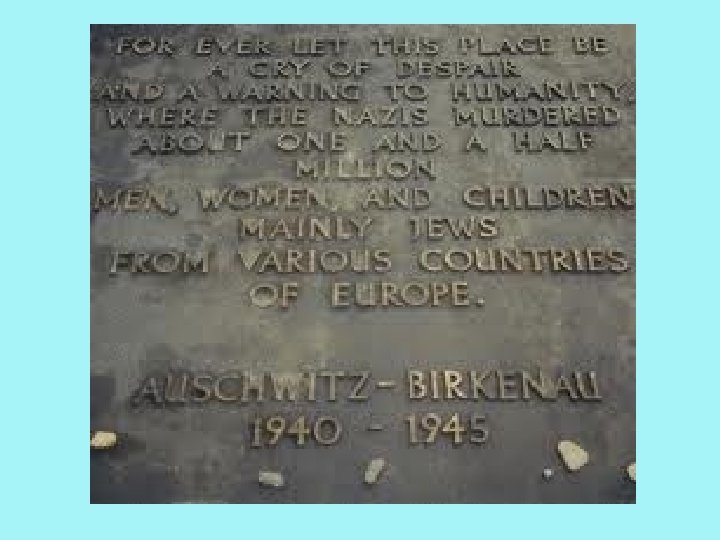 FOR EVER LET THIS PLACE BE
A CRY OF DESPAIR
AND A WARNING TO HUMANITY,
WHERE THE NAZIS MURDERED
ABOUT ONE AND A HALF
MILLION
MEN, WOMEN, AND CHILDREN
MAINLY JEWS
FROM VARIOUS COUNTRIES
OF EUROPE.
AUSCHWITZ-BIRKENAU
1940 - 1945